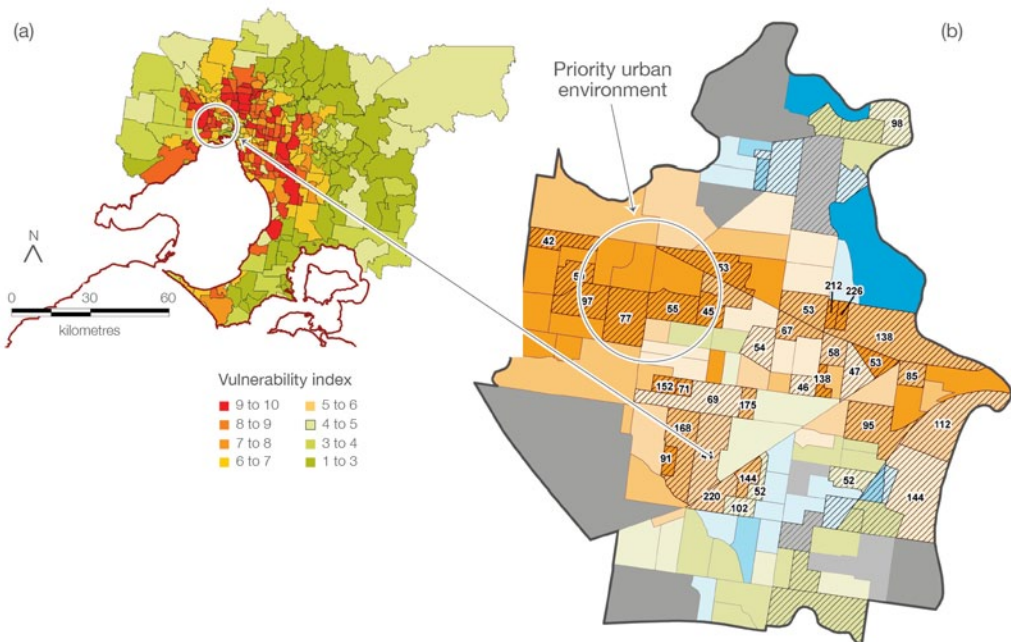 (a)
(b)
Priority urban
environment
N
0 30 60
kilometres
Vulnerability index
9 to 10
8 to 9
7 to 8
6 to 7
5 to 6
4 to 5
3 to 4
1 to 3
98
42
53
97
77
55
45
212
226
53
138
67
54
58
53
85
47
138
46
152
71
69
175
168
95
112
91
144
52
52
144
220
102